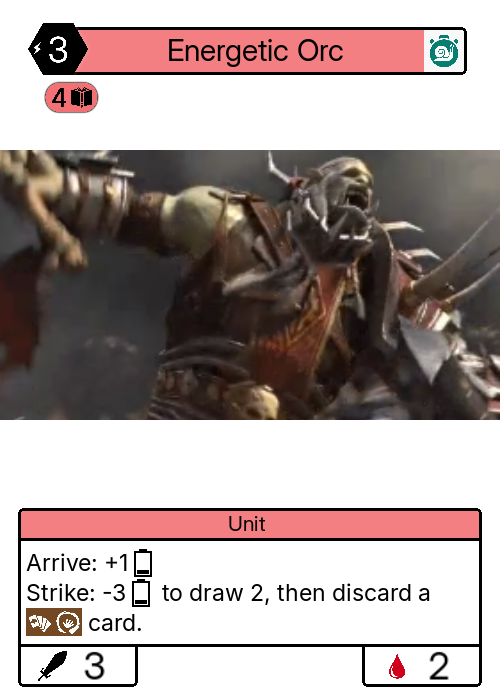 3
Energetic Orc
4
Unit
Arrive: +1
Strike: -3 to draw 2, then discard a
card.
3
2